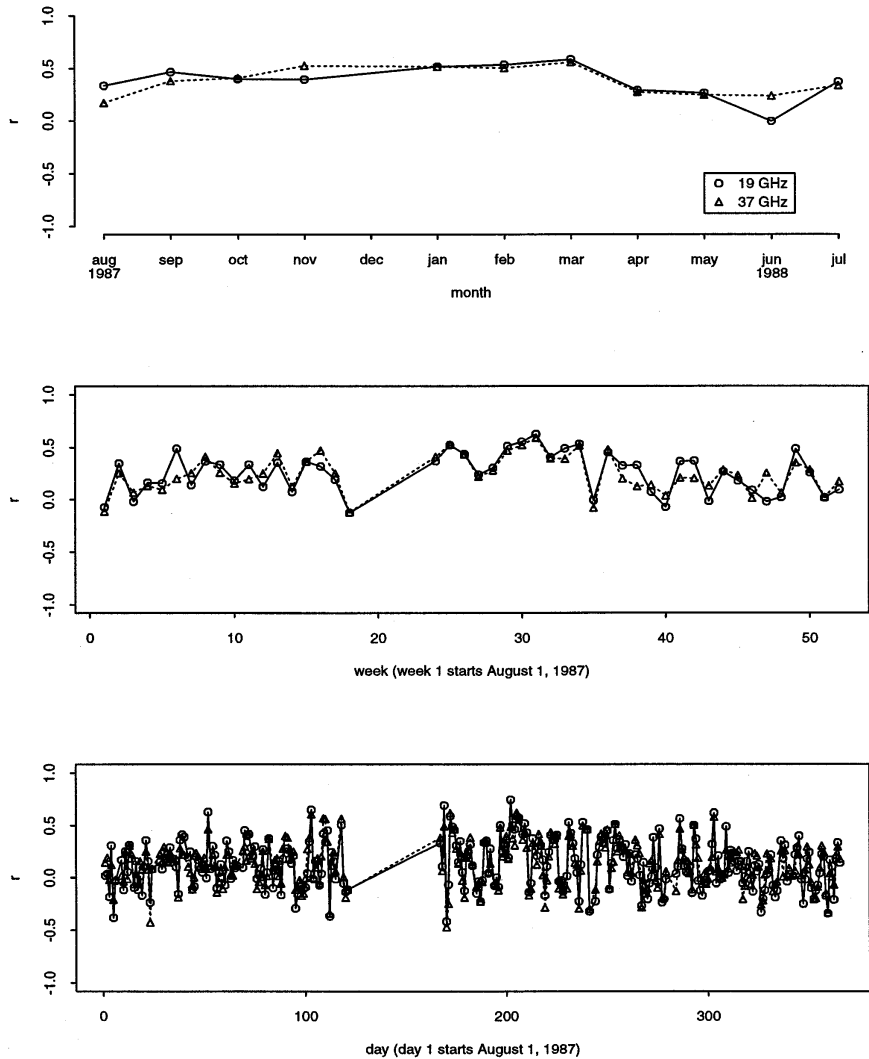 1.0
0.5
0.0
-0.5
-1.0
r
19 GHz
37 GHz
aug sep oct nov dec jan feb mar apr may jun jul
1987 1988
month
1.0
0.5
0.0
-0.5
-1.0
r
0 10 20 30 40 50
week (week 1 starts August 1, 1987)
1.0
0.5
0.0
-0.5
-1.0
r
0 100 200 300
day (day 1 starts August 1, 1987)